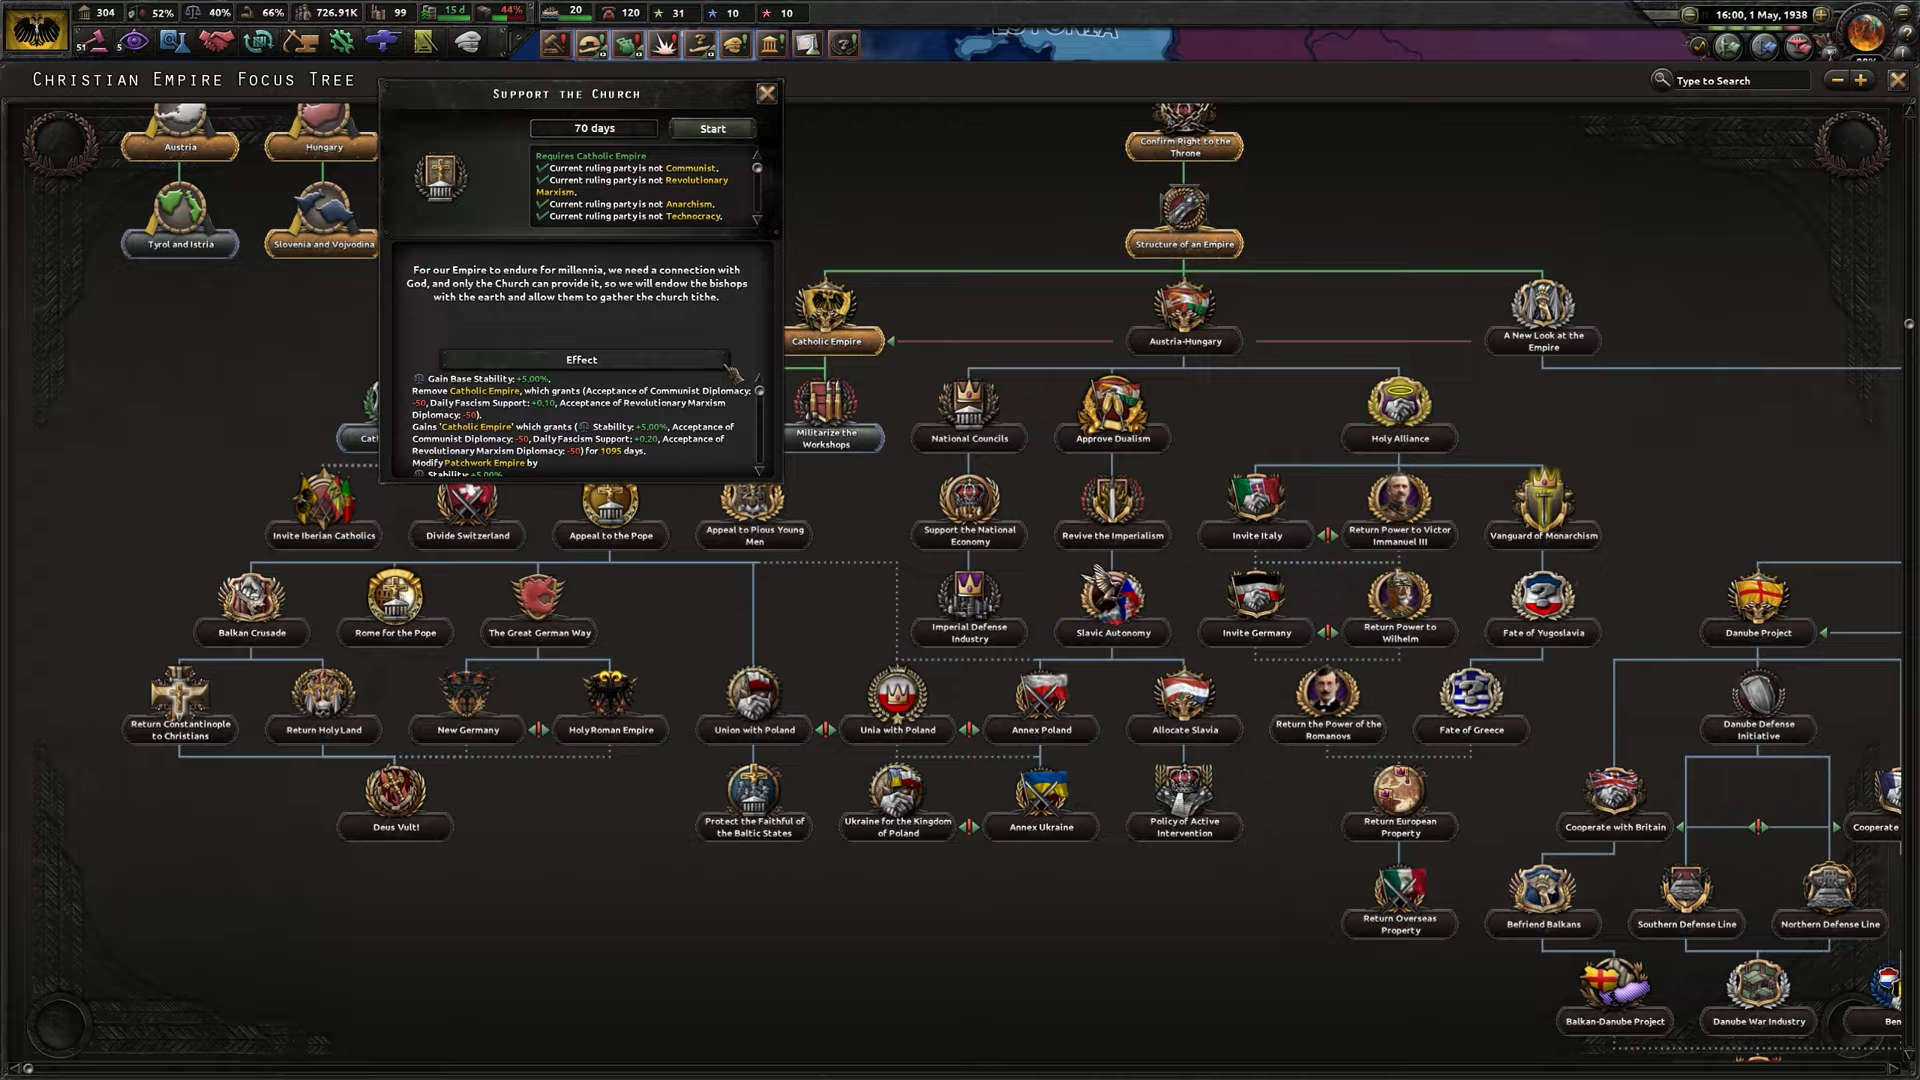 304
52%
40%
66%
726.91K
99
15 d
44%
20
120
31
10
10
16:00, 1 May, 1938
51
5
ESTONIA
Christian Empire Focus Tree
Type to Search
Support the Church
70 days
Start
Requires Catholic Empire
Current ruling party is not Communist.
Current ruling party is not Revolutionary
Marxism.
Current ruling party is not Anarchism.
Current ruling party is not Technocracy.
For our Empire to endure for millennia, we need a connection with
God, and only the Church can provide it, so we will endow the bishops
with the earth and allow them to gather the church tithe.
Effect
Gain Base Stability: +5.00%.
Remove Catholic Empire, which grants (Acceptance of Communist Diplomacy:
-50, Daily Fascism Support: +0.10, Acceptance of Revolutionary Marxism
Diplomacy: -50).
Gains 'Catholic Empire' which grants ( Stability: +5.00%, Acceptance of
Communist Diplomacy: -50, Daily Fascism Support: +0.20, Acceptance of
Revolutionary Marxism Diplomacy: -50) for 1095 days.
Modify Patchwork Empire by
Stability: +5.00%
Austria
Hungary
Confirm Right to the
Throne
Tyrol and Istria
Slovenia and Vojvodina
Structure of an Empire
Catholic Empire
Austria-Hungary
A New Look at the
Empire
Cath
Militarize the
Workshops
National Councils
Approve Dualism
Holy Alliance
Invite Iberian Catholics
Divide Switzerland
Appeal to the Pope
Appeal to Pious Young
Men
Support the National
Economy
Revive the Imperialism
Invite Italy
Return Power to Victor
Immanuel III
Vanguard of Monarchism
Balkan Crusade
Rome for the Pope
The Great German Way
Imperial Defense
Industry
Slavic Autonomy
Invite Germany
Return Power to
Wilhelm
Fate of Yugoslavia
Danube Project
Return Constantinople
to Christians
Return Holy Land
New Germany
Holy Roman Empire
Union with Poland
Unia with Poland
Annex Poland
Allocate Slavia
Return the Power of the
Romanovs
Fate of Greece
Danube Defense
Initiative
Deus Vult!
Protect the Faithful of
the Baltic States
Ukraine for the Kingdom
of Poland
Annex Ukraine
Policy of Active
Intervention
Return European
Property
Cooperate with Britain
Cooperate
Return Overseas
Property
Befriend Balkans
Southern Defense Line
Northern Defense Line
Balkan-Danube Project
Danube War Industry
Ben